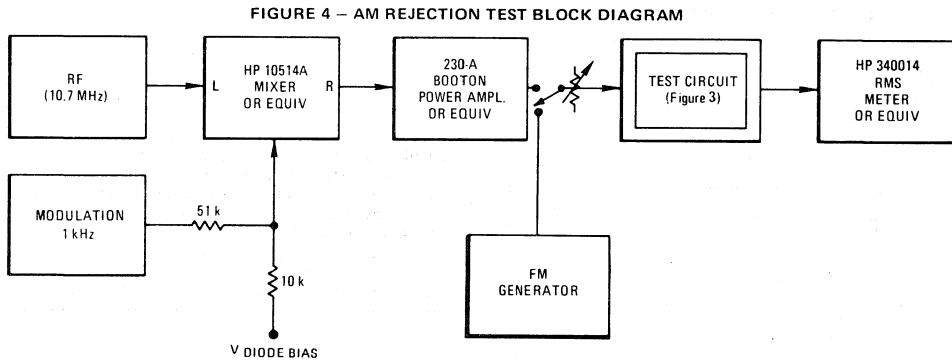 FIGURE 4 – AM REJECTION TEST BLOCK DIAGRAM
RF
(10.7 MHz)
L
HP 10514A
MIXER
OR EQUIV
R
230-A
BOOTON
POWER AMPL.
OR EQUIV
TEST CIRCUIT
(Figure 3)
HP 340014
RMS
METER
OR EQUIV
MODULATION
1 kHz
51 k
10 k
V DIODE BIAS
FM
GENERATOR